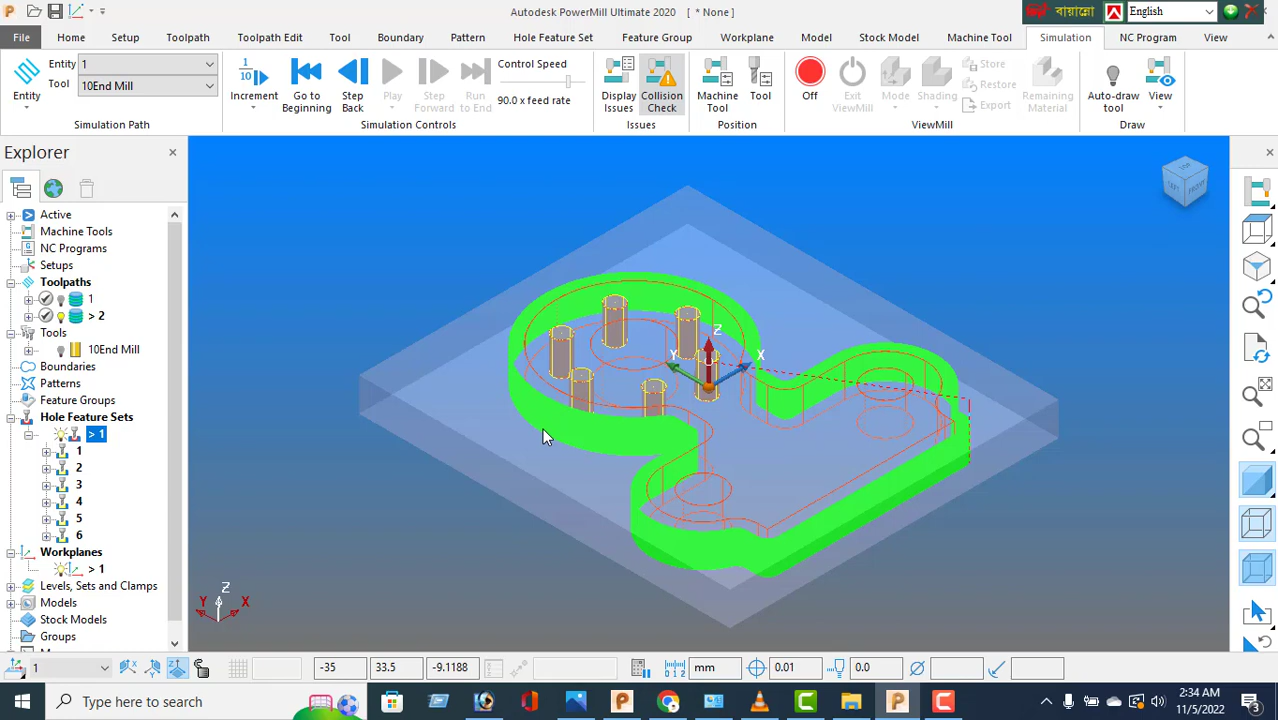 Autodesk PowerMill Ultimate 2020 [ * None ]
বায়ান্নো
English
File
Home
Setup
Toolpath
Toolpath Edit
Tool
Boundary
Pattern
Hole Feature Set
Feature Group
Workplane
Model
Stock Model
Machine Tool
Simulation
NC Program
View
Entity 1
Tool 10End Mill
Entity
1
10
Increment
Go to
Beginning
Step
Back
Play
Step
Forward
Run
to End
Control Speed
90.0 x feed rate
Display
Issues
Collision
Check
Machine
Tool
Tool
Off
Exit
ViewMill
Mode
Shading
Store
Restore
Export
Remaining
Material
Auto-draw
tool
View
Simulation Path
Simulation Controls
Issues
Position
ViewMill
Draw
Explorer
Active
Machine Tools
NC Programs
Setups
Toolpaths
1
> 2
Tools
10End Mill
Boundaries
Patterns
Feature Groups
Hole Feature Sets
> 1
1
2
3
4
5
6
Workplanes
> 1
Levels, Sets and Clamps
Models
Stock Models
Groups
TOP
LEFT
FRONT
Z
Y
X
Z
Y
X
1
-35
33.5
-9.1188
mm
0.01
0.0
Type here to search
2:34 AM
11/5/2022
3